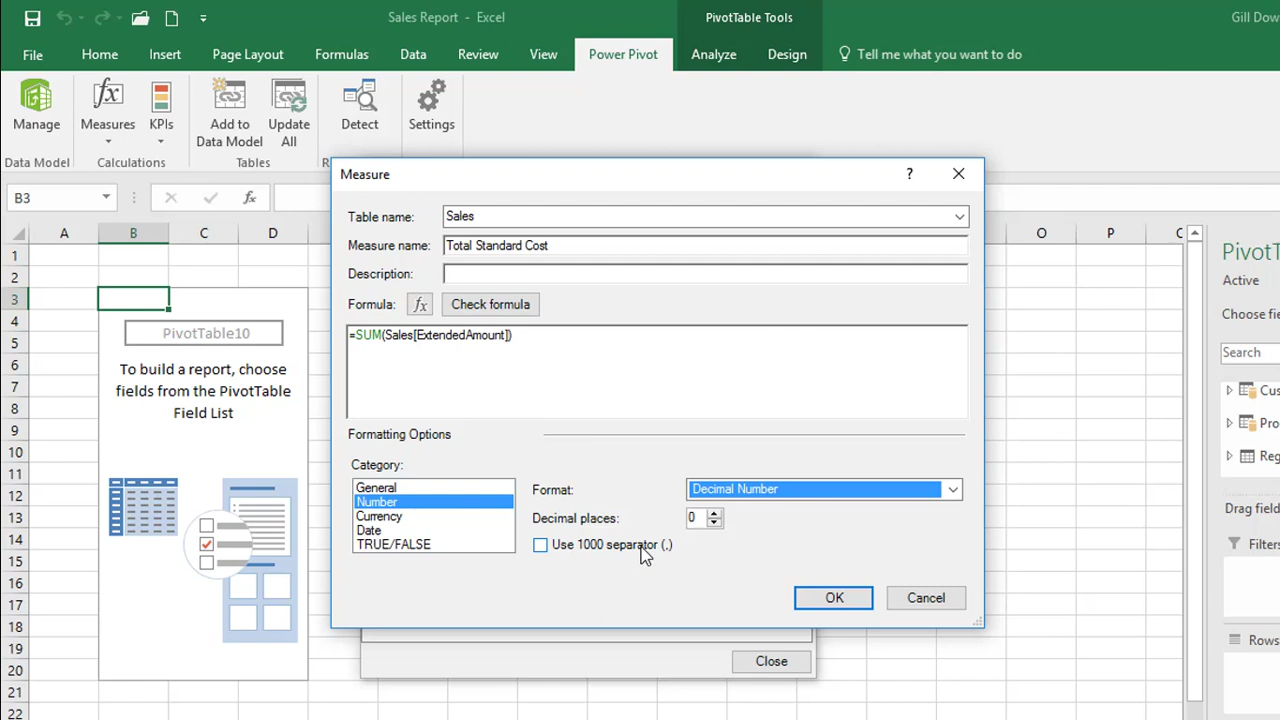 Sales Report - Excel
PivotTable Tools
Gill Dow
File
Home
Insert
Page Layout
Formulas
Data
Review
View
Power Pivot
Analyze
Design
Tell me what you want to do
Manage
Measures
KPIs
Add to
Data Model
Update
All
Detect
Settings
Data Model
Calculations
Tables
R
B3
fx
A
B
C
D
O
P
C
1
2
3
4
5
6
7
8
9
10
11
12
13
14
15
16
17
18
19
20
21
22
PivotTable10
To build a report, choose
fields from the PivotTable
Field List
Measure
?
Table name:
Sales
Measure name:
Total Standard Cost
Description:
Formula:
fx
Check formula
=SUM(Sales[ExtendedAmount])
Formatting Options
Category:
General
Number
Currency
Date
TRUE/FALSE
Format:
Decimal Number
Decimal places:
0
Use 1000 separator (,)
OK
Cancel
Close
PivotT
Active
Choose fie
Search
Cus
Pro
Reg
Drag field
Filters
Rows